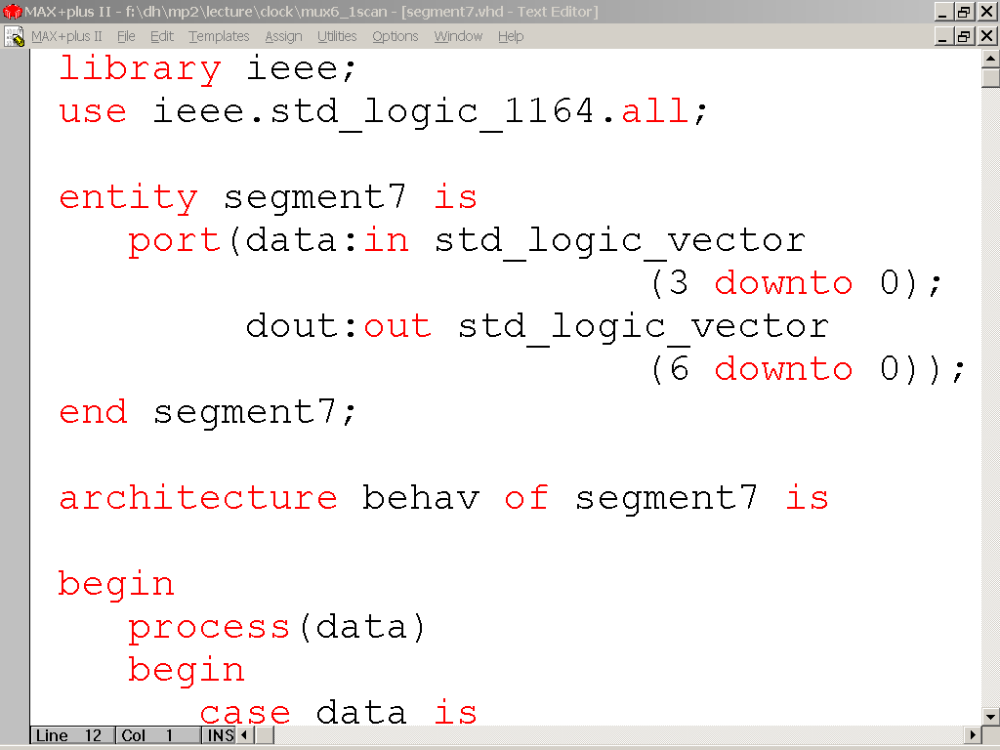 MAX+plus II - f:\dh\mp2\lecture\clock\mux6_1scan - [segment7.vhd - Text Editor]
MAX+plus II File Edit Templates Assign Utilities Options Window Help
library ieee;
use ieee.std_logic_1164.all;
entity segment7 is
port(data:in std_logic_vector
(3 downto 0);
dout:out std_logic_vector
(6 downto 0));
end segment7;
architecture behav of segment7 is
begin
process(data)
begin
case data is
Line 12 Col 1 INS